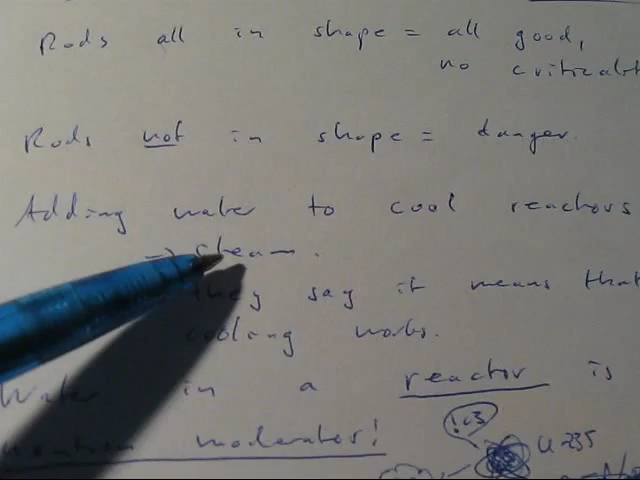 Rods all in shape = all good,
no criticalit
Rods not in shape = danger.
Adding water to cool reactors
→ steam.
they say it means that
cooling works.
Water in a reactor is
neutron moderator!
U 235